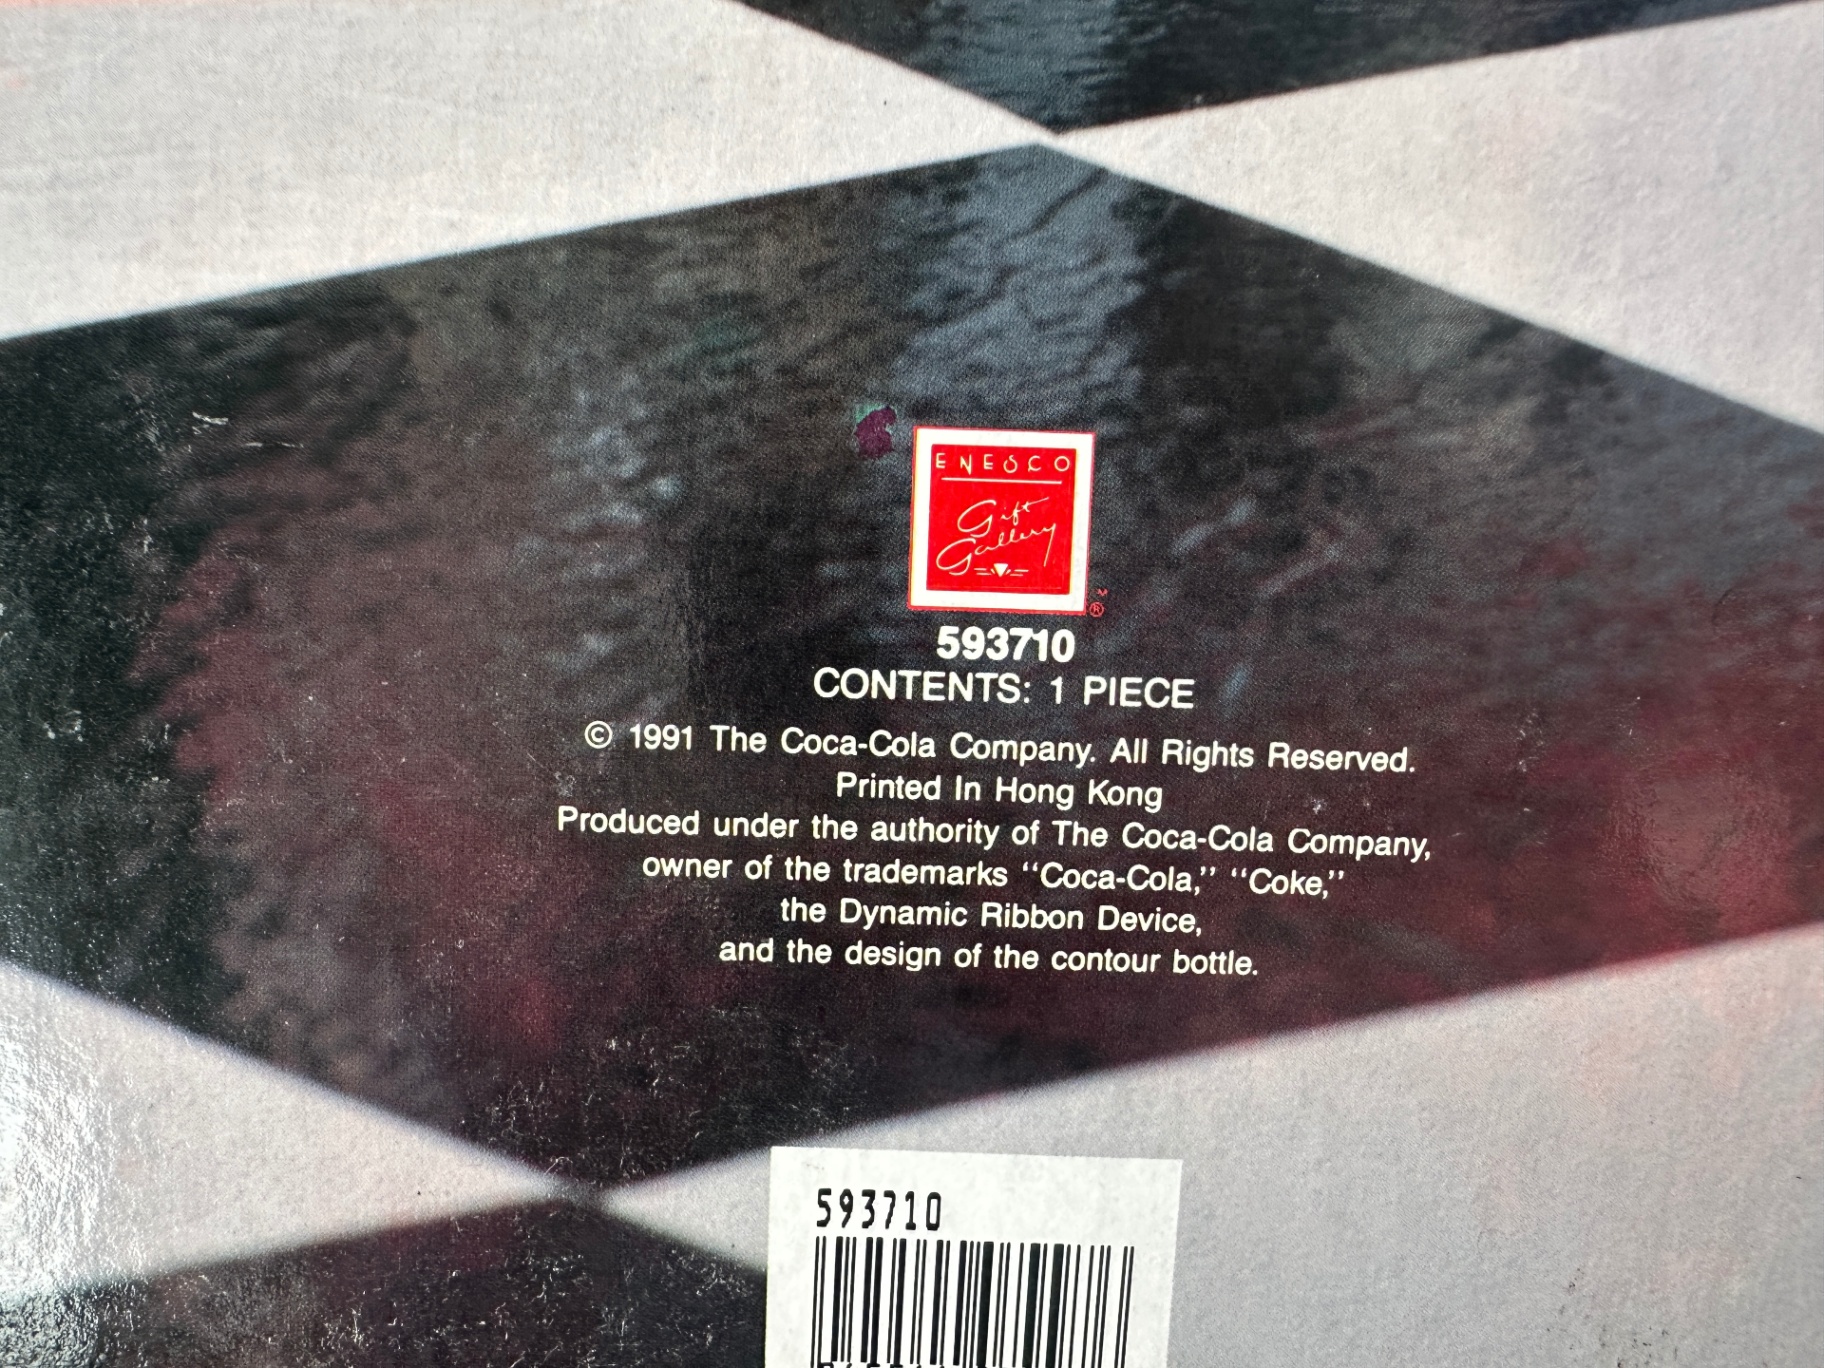 ENESCO
Gift
Gallery
®
593710
CONTENTS: 1 PIECE
© 1991 The Coca-Cola Company. All Rights Reserved.
Printed In Hong Kong
Produced under the authority of The Coca-Cola Company,
owner of the trademarks “Coca-Cola,” “Coke,”
the Dynamic Ribbon Device,
and the design of the contour bottle.
593710